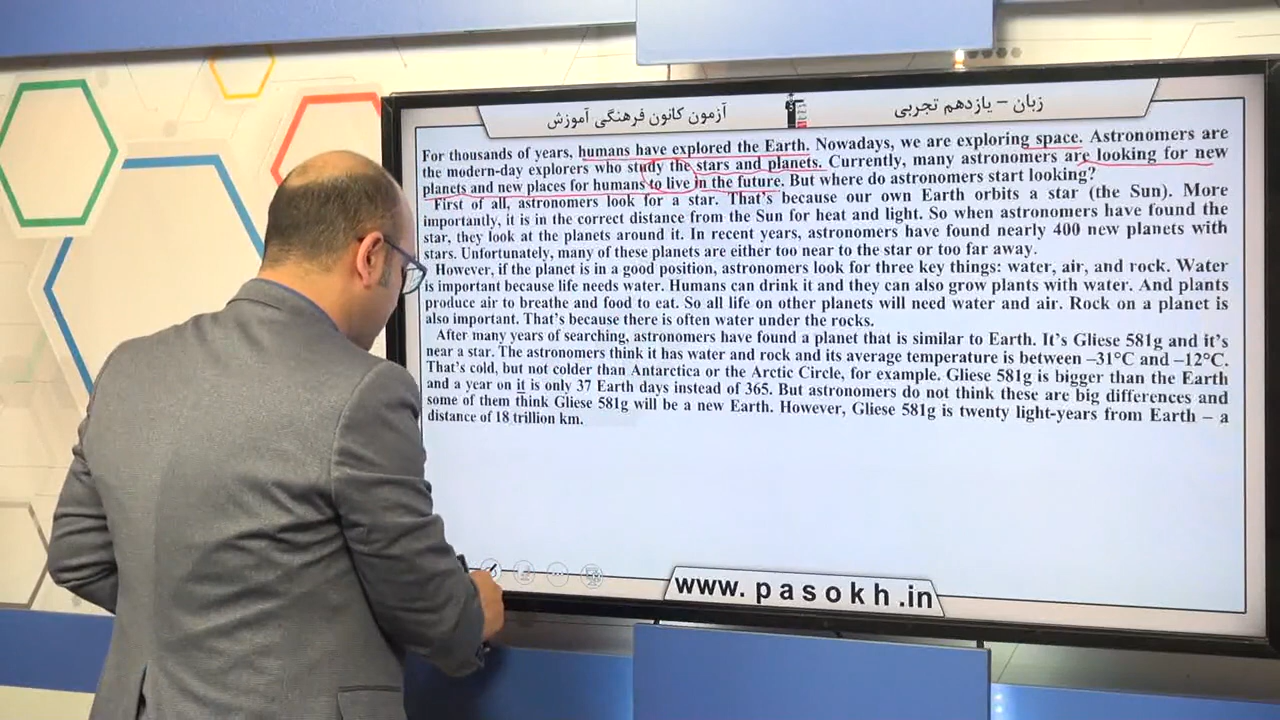 آزمون کانون فرهنگی آموزش
زبان – یازدهم تجربی
For thousands of years, humans have explored the Earth. Nowadays, we are exploring space. Astronomers are
the modern-day explorers who study the stars and planets. Currently, many astronomers are looking for new
planets and new places for humans to live in the future. But where do astronomers start looking?
First of all, astronomers look for a star. That's because our own Earth orbits a star (the Sun). More
importantly, it is in the correct distance from the Sun for heat and light. So when astronomers have found the
star, they look at the planets around it. In recent years, astronomers have found nearly 400 new planets with
stars. Unfortunately, many of these planets are either too near to the star or too far away.
However, if the planet is in a good position, astronomers look for three key things: water, air, and rock. Water
is important because life needs water. Humans can drink it and they can also grow plants with water. And plants
produce air to breathe and food to eat. So all life on other planets will need water and air. Rock on a planet is
also important. That's because there is often water under the rocks.
After many years of searching, astronomers have found a planet that is similar to Earth. It's Gliese 581g and it's
near a star. The astronomers think it has water and rock and its average temperature is between –31°C and –12°C.
That's cold, but not colder than Antarctica or the Arctic Circle, for example. Gliese 581g is bigger than the Earth
and a year on it is only 37 Earth days instead of 365. But astronomers do not think these are big differences and
some of them think Gliese 581g will be a new Earth. However, Gliese 581g is twenty light-years from Earth – a
distance of 18 trillion km.
www.pasokh.in